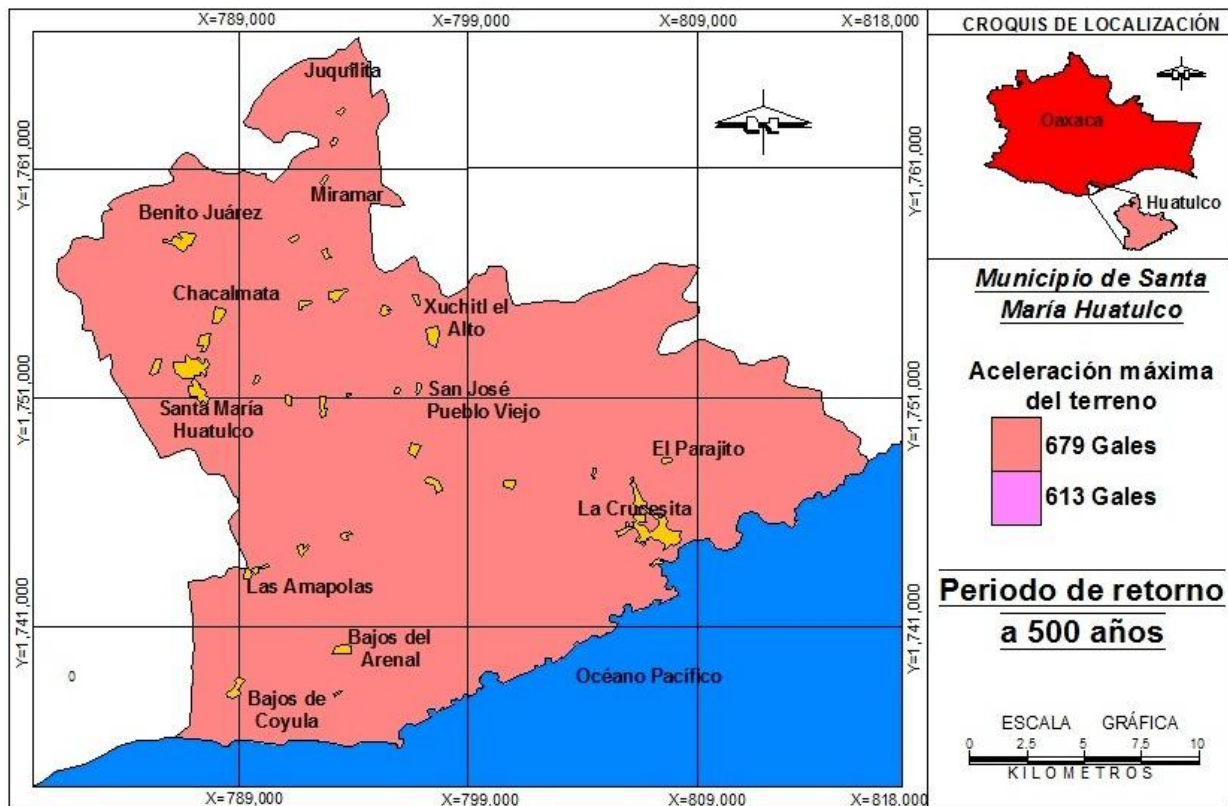 X=789,000
X=799,000
X=809,000
X=818,000
Y=1,761,000
Y=1,751,000
Y=1,741,000
Juquilita
Miramar
Benito Juárez
Chacalmata
Xuchitl el
Alto
San José
Pueblo Viejo
Santa María
Huatulco
El Parajito
La Crucesita
Las Amapolas
Bajos del
Arenal
Bajos de
Coyula
Océano Pacífico
0
Y=1,761,000
Y=1,751,000
Y=1,741,000
X=789,000
X=799,000
X=809,000
X=818,000
CROQUIS DE LOCALIZACIÓN
Oaxaca
Huatulco
Municipio de Santa
María Huatulco
Aceleración máxima
del terreno
679 Gales
613 Gales
Periodo de retorno
a 500 años
ESCALA GRÁFICA
0 2.5 5 7.5 10
KILOMETROS